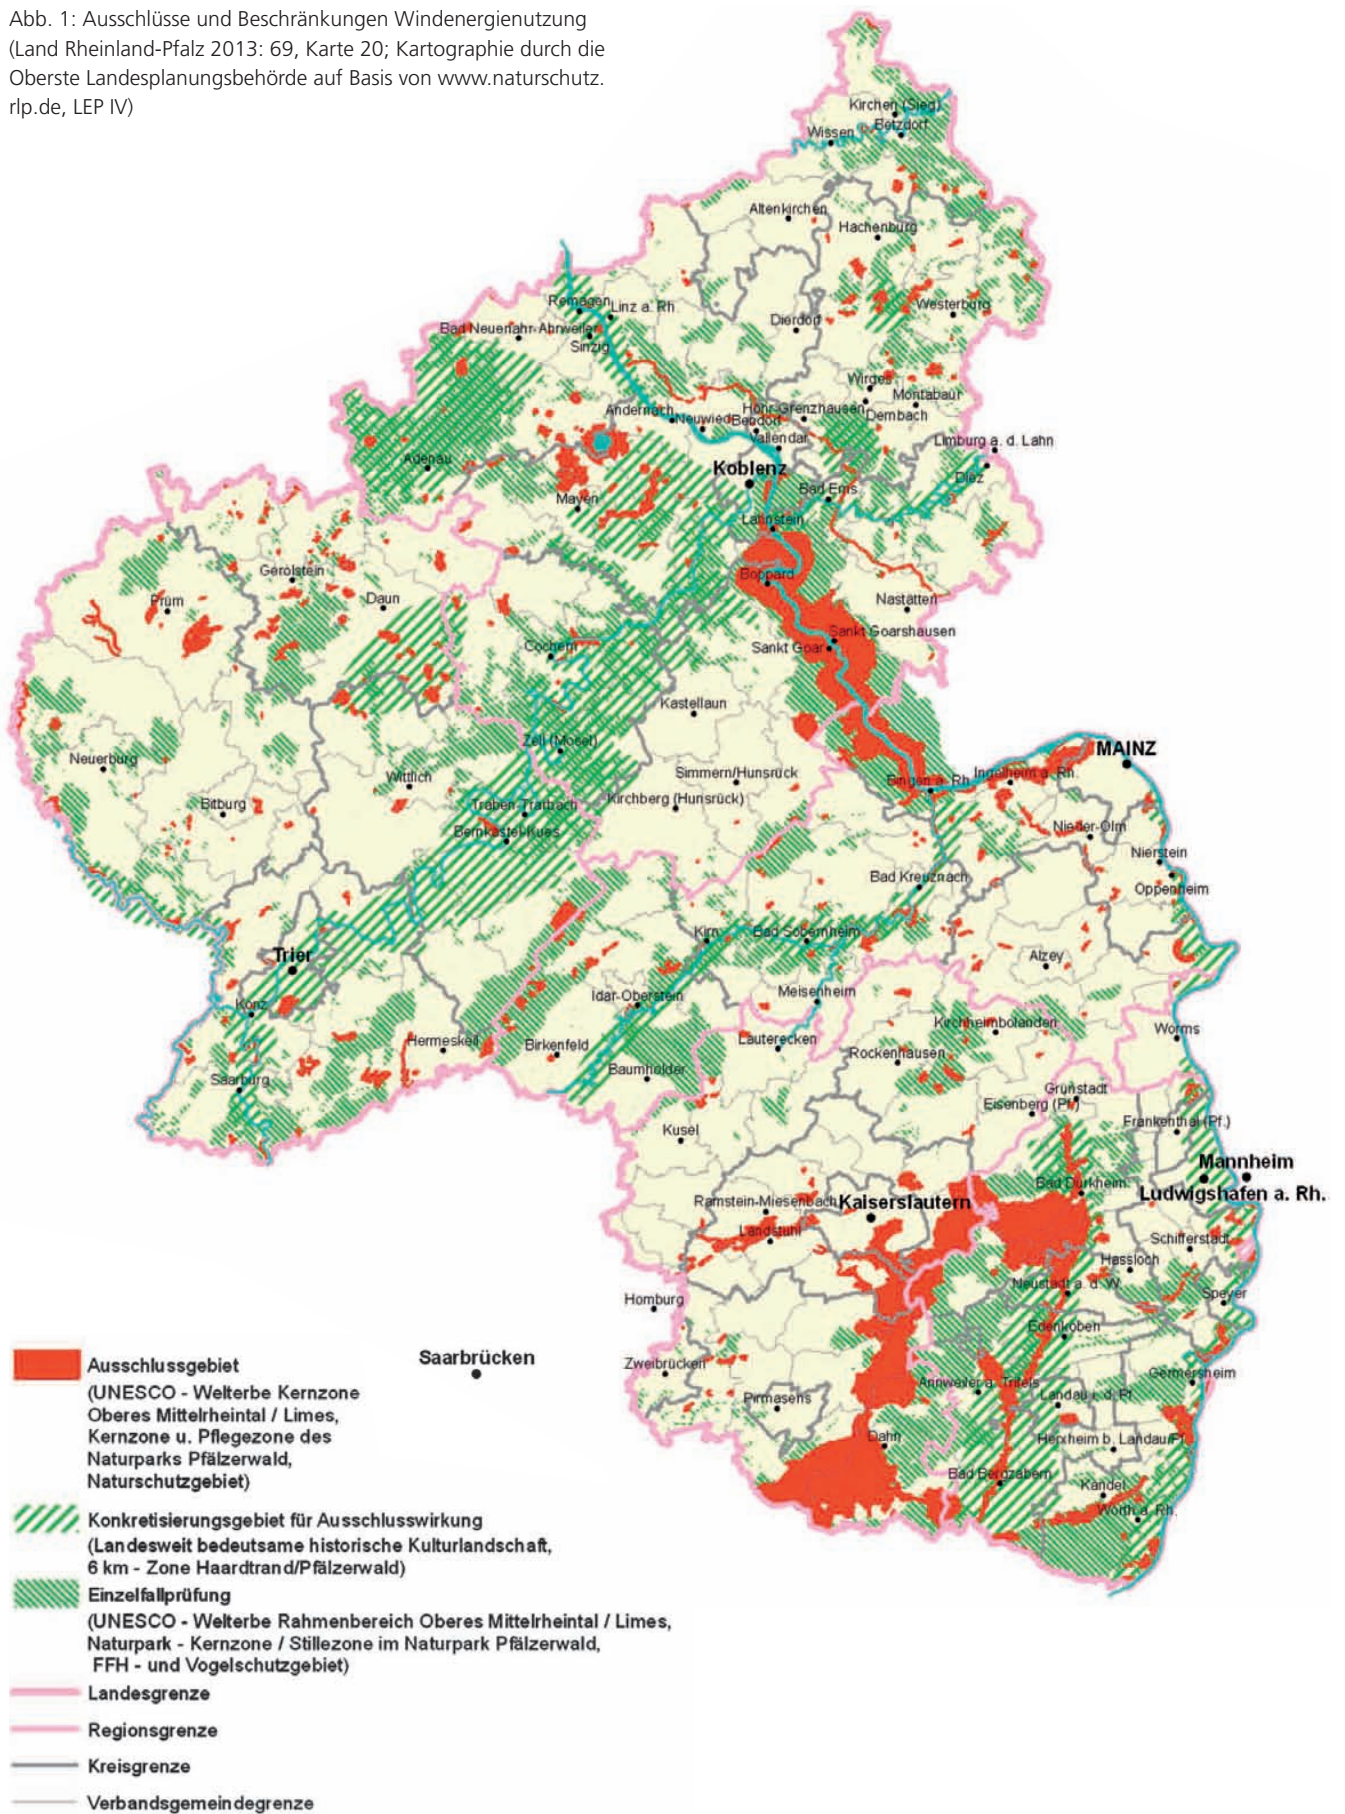 Abb. 1: Ausschlüsse und Beschränkungen Windenergienutzung
(Land Rheinland-Pfalz 2013: 69, Karte 20; Kartographie durch die
Oberste Landesplanungsbehörde auf Basis von www.naturschutz.
rlp.de, LEP IV)
Kirchen (Sieg)
Betzdorf
Wissen
Altenkirchen
Hachenburg
Remagen
Linz a. Rh
Westerburg
Dierdorf
Bad Neuenahr-Ahrweiler
Sinzig
Wirges
Montabaur
Höhr-Grenzhausen
Andernach
Neuwied
Bendorf
Dernbach
Vallendar
Limburg a. d. Lahn
Adenau
Koblenz
Diez
Bad Ems
Mayen
Lahnstein
Gerolstein
Boppard
Prüm
Daun
Nastätten
Sankt Goarshausen
Cochem
Sankt Goar
Kastellaun
Zell (Mosel)
MAINZ
Neuerburg
Wittlich
Simmern/Hunsrück
Bingen a. Rh.
Ingelheim a. Rh.
Bitburg
Traben-Trarbach
Kirchberg (Hunsrück)
Bernkastel-Kues
Nieder-Olm
Nierstein
Bad Kreuznach
Oppenheim
Kirn
Bad Sobernheim
Trier
Alzey
Idar-Oberstein
Meisenheim
Konz
Kirchheimbolanden
Worms
Hermeskeil
Birkenfeld
Lauterecken
Rockenhausen
Baumholder
Saarburg
Grünstadt
Eisenberg (Pf.)
Kusel
Frankenthal (Pf.)
Mannheim
Bad Dürkheim
Ludwigshafen a. Rh.
Ramstein-Miesenbach
Kaiserslautern
Landstuhl
Schifferstadt
Hassloch
Neustadt a. d. W.
Homburg
Speyer
Edenkoben
Saarbrücken
Zweibrücken
Germersheim
Annweiler a. Trifels
Landau i. d. Pf.
Pirmasens
Dahn
Herxheim b. Landau/Pf.
Bad Bergzabern
Kandel
Wörth a. Rh.
Ausschlussgebiet
(UNESCO - Welterbe Kernzone
Oberes Mittelrheintal / Limes,
Kernzone u. Pflegezone des
Naturparks Pfälzerwald,
Naturschutzgebiet)
Konkretisierungsgebiet für Ausschlusswirkung
(Landesweit bedeutsame historische Kulturlandschaft,
6 km - Zone Haardtrand/Pfälzerwald)
Einzelfallprüfung
(UNESCO - Welterbe Rahmenbereich Oberes Mittelrheintal / Limes,
Naturpark - Kernzone / Stillezone im Naturpark Pfälzerwald,
FFH - und Vogelschutzgebiet)
Landesgrenze
Regionsgrenze
Kreisgrenze
Verbandsgemeindegrenze